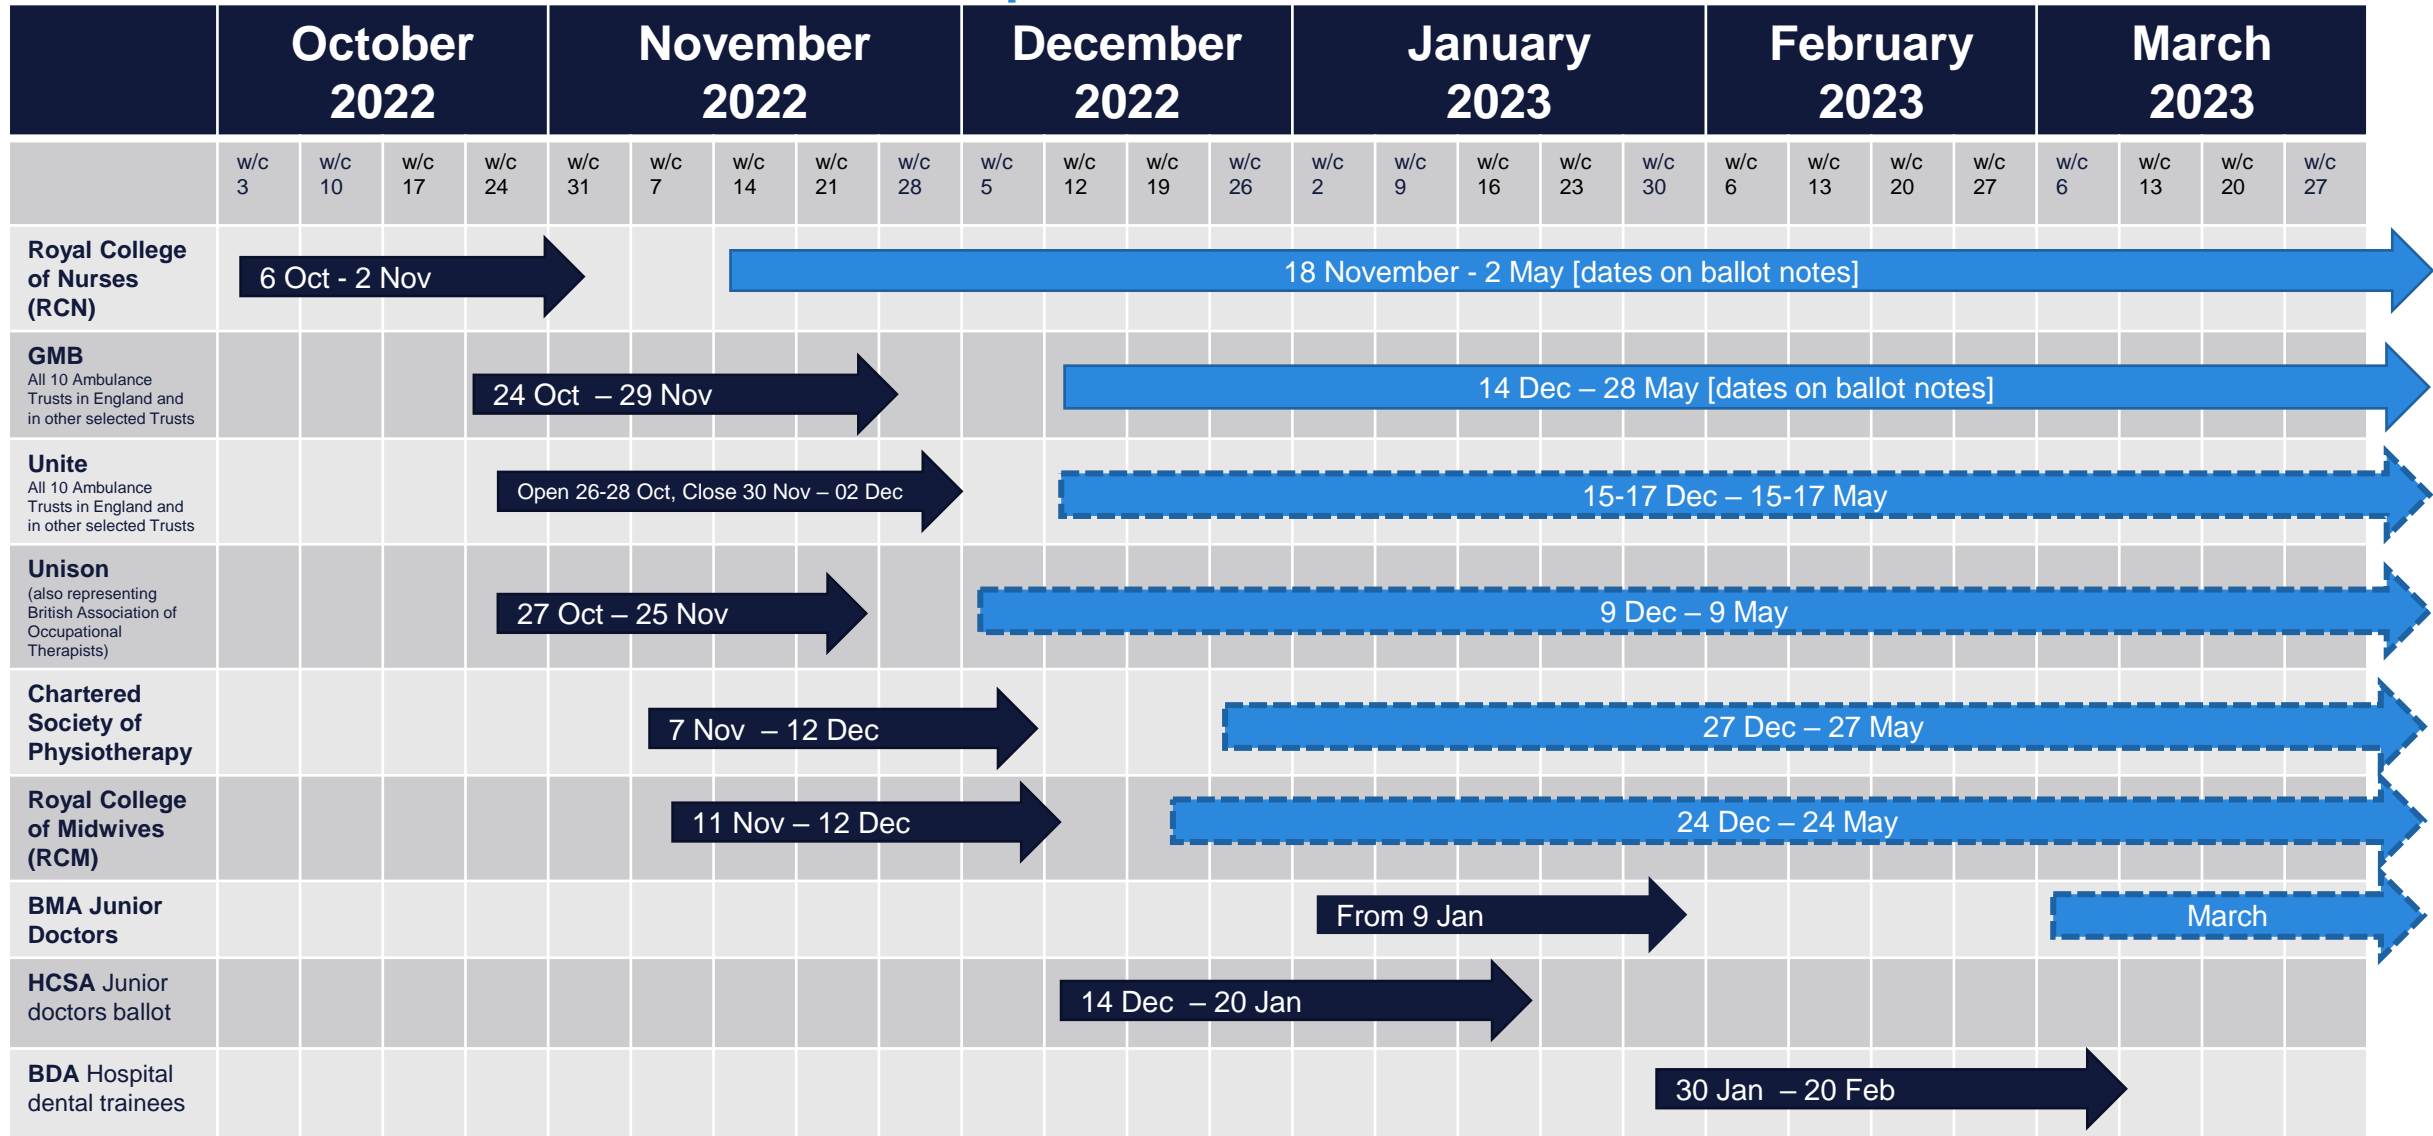 October
2022
November
2022
December
2022
January
2023
February
2023
March
2023
w/c
3
w/c
10
w/c
17
w/c
24
w/c
31
w/c
7
w/c
14
w/c
21
w/c
28
w/c
5
w/c
12
w/c
19
w/c
26
w/c
2
w/c
9
w/c
16
w/c
23
w/c
30
w/c
6
w/c
13
w/c
20
w/c
27
w/c
6
w/c
13
w/c
20
w/c
27
Royal College
of Nurses
(RCN)
6 Oct - 2 Nov
18 November - 2 May [dates on ballot notes]
GMB
All 10 Ambulance
Trusts in England and
in other selected Trusts
24 Oct – 29 Nov
14 Dec – 28 May [dates on ballot notes]
Unite
All 10 Ambulance
Trusts in England and
in other selected Trusts
Open 26-28 Oct, Close 30 Nov – 02 Dec
15-17 Dec – 15-17 May
Unison
(also representing
British Association of
Occupational
Therapists)
27 Oct – 25 Nov
9 Dec – 9 May
Chartered
Society of
Physiotherapy
7 Nov – 12 Dec
27 Dec – 27 May
Royal College
of Midwives
(RCM)
11 Nov – 12 Dec
24 Dec – 24 May
BMA Junior
Doctors
From 9 Jan
March
HCSA Junior
doctors ballot
14 Dec – 20 Jan
BDA Hospital
dental trainees
30 Jan – 20 Feb